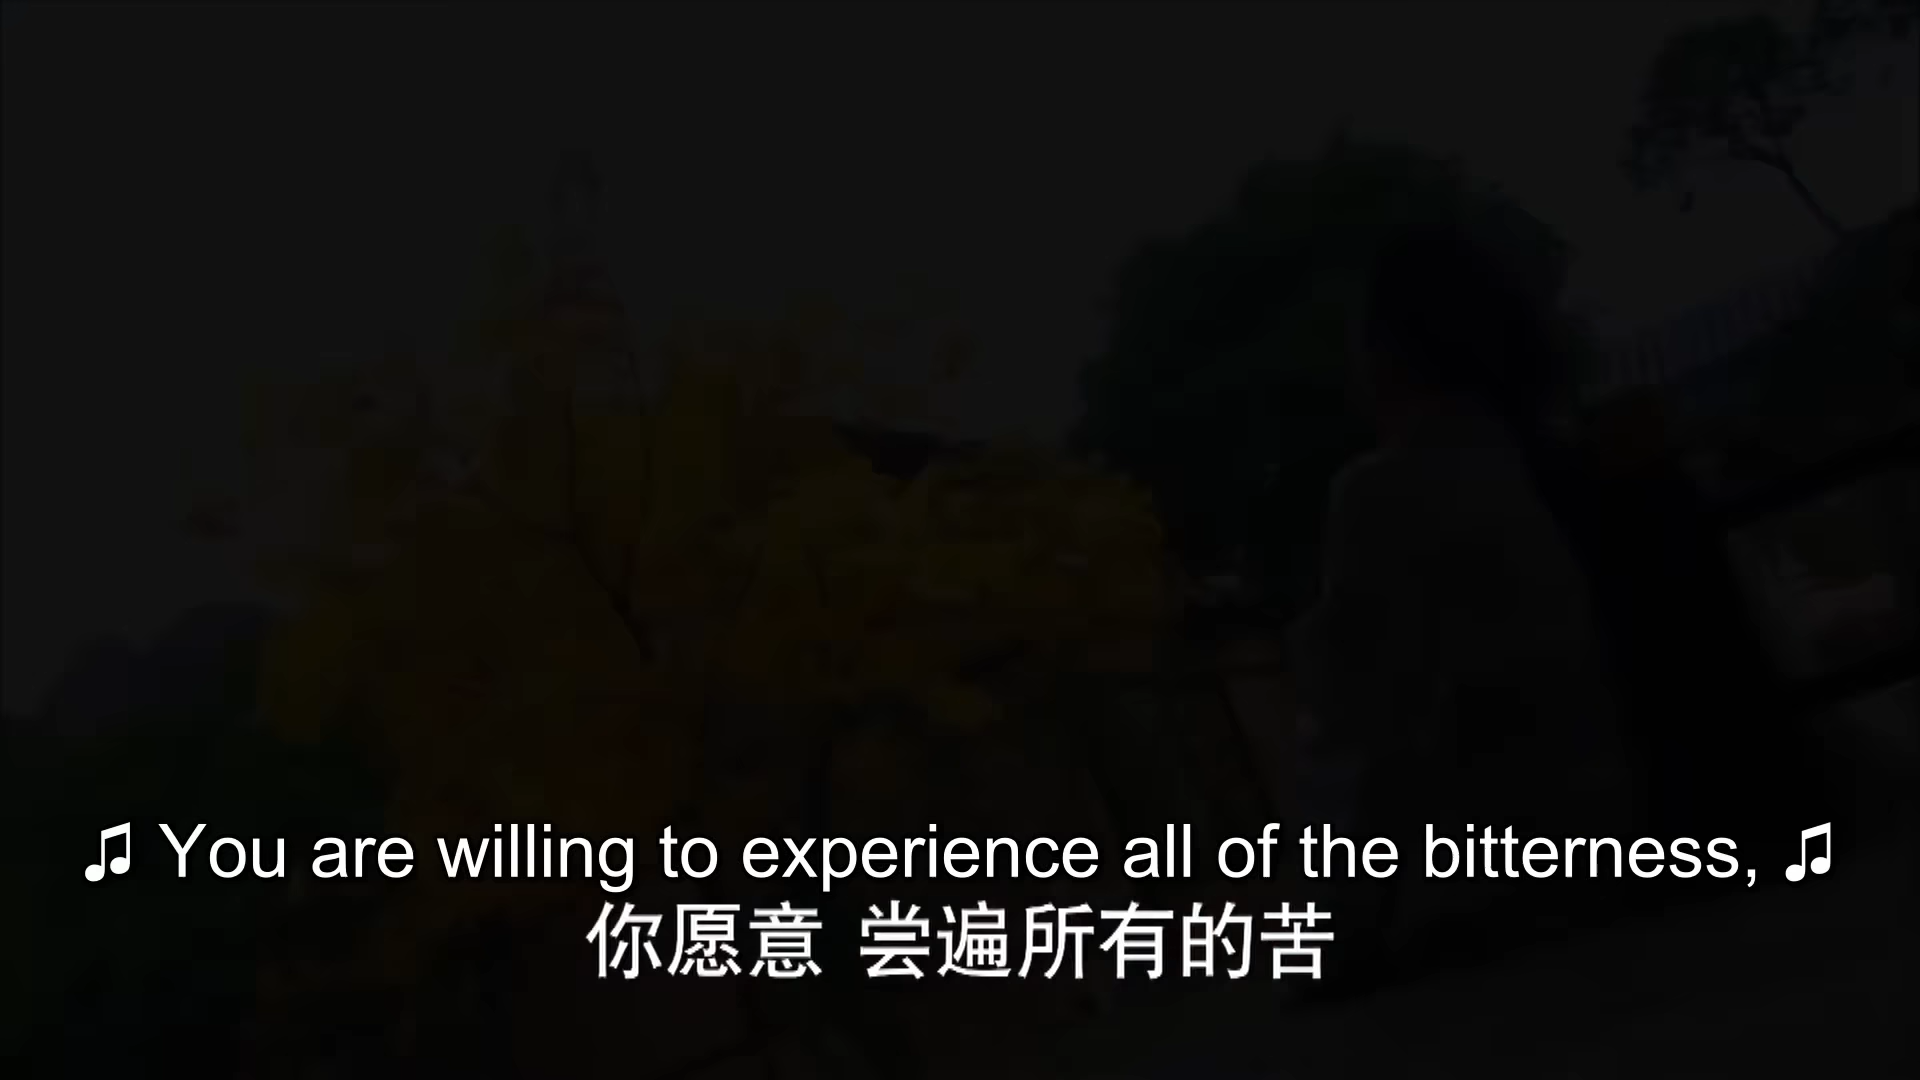 ♫ You are willing to experience all of the bitterness, ♫
你愿意 尝遍所有的苦